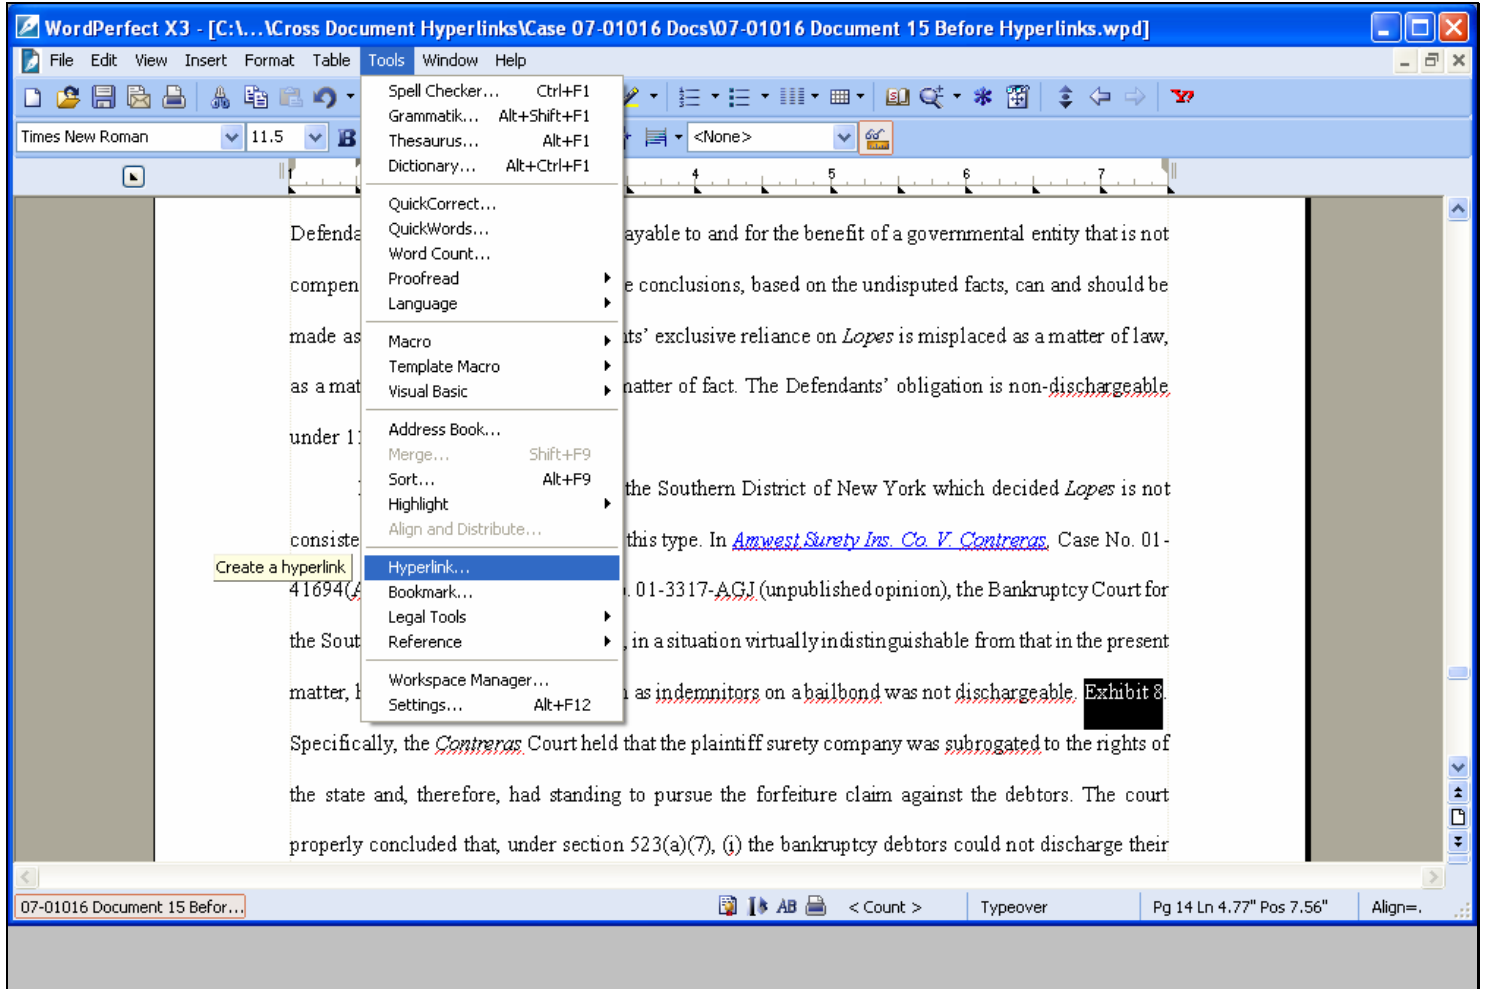 WordPerfect X3 - [C:\...\Cross Document Hyperlinks\Case 07-01016 Docs\07-01016 Document 15 Before Hyperlinks.wpd]
File Edit View Insert Format Table Tools Window Help
Times New Roman 11.5 B <None>
Spell Checker... Ctrl+F1
Grammatik... Alt+Shift+F1
Thesaurus... Alt+F1
Dictionary... Alt+Ctrl+F1
QuickCorrect...
QuickWords...
Word Count...
Proofread
Language
Macro
Template Macro
Visual Basic
Address Book...
Merge... Shift+F9
Sort... Alt+F9
Highlight
Align and Distribute...
Hyperlink...
Bookmark...
Legal Tools
Reference
Workspace Manager...
Settings... Alt+F12
Create a hyperlink
1 4 5 6 7
Defenda ayable to and for the benefit of a governmental entity that is not
compen e conclusions, based on the undisputed facts, can and should be
made as nts' exclusive reliance on Lopes is misplaced as a matter of law,
as a mat matter of fact. The Defendants' obligation is non-dischargeable
under 1
the Southern District of New York which decided Lopes is not
consiste this type. In Amwest Surety Ins. Co. V. Contreras, Case No. 01-
41694(A . 01-3317-AGJ (unpublished opinion), the Bankruptcy Court for
the Sout , in a situation virtually indistinguishable from that in the present
matter, h as indemnitors on a bailbond was not dischargeable. Exhibit 8.
Specifically, the Contreras Court held that the plaintiff surety company was subrogated to the rights of
the state and, therefore, had standing to pursue the forfeiture claim against the debtors. The court
properly concluded that, under section 523(a)(7), (i) the bankruptcy debtors could not discharge their
07-01016 Document 15 Befor... AB < Count > Typeover Pg 14 Ln 4.77" Pos 7.56" Align=.